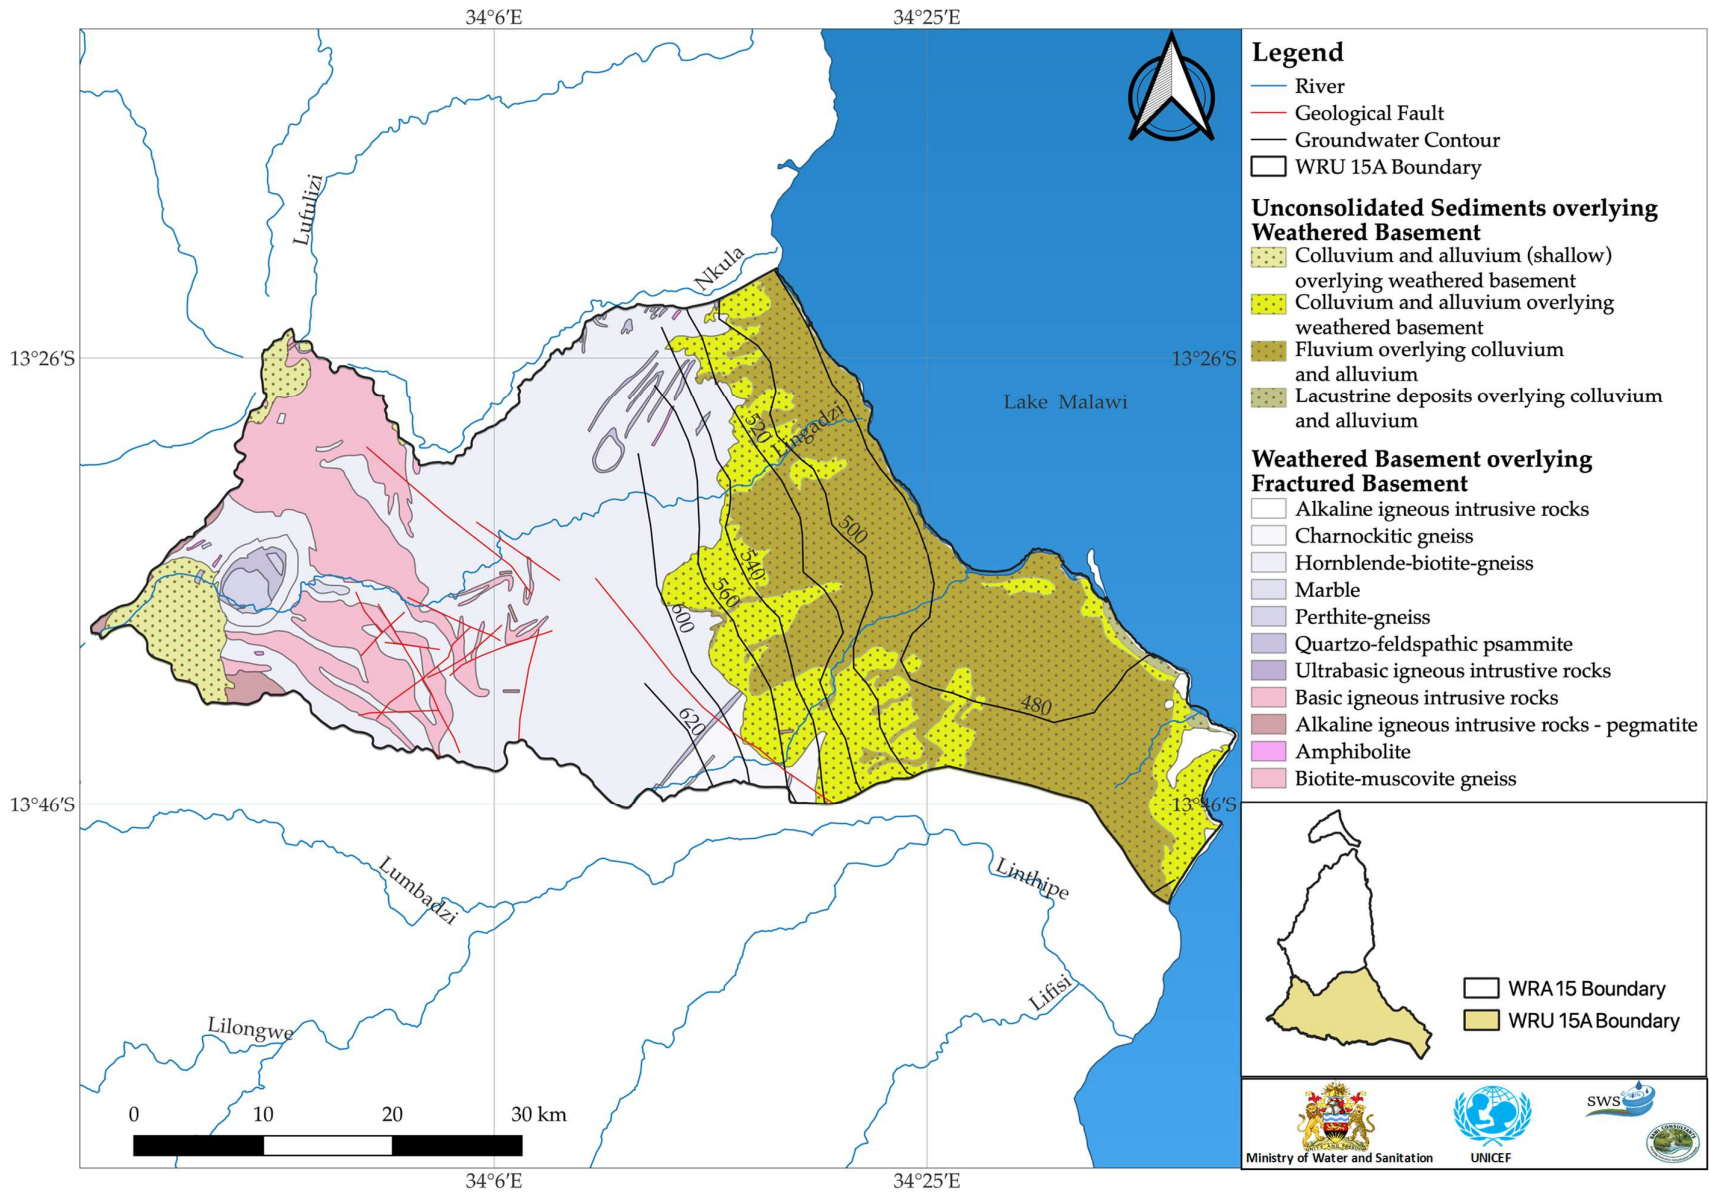 34°6′E
34°25′E
Lufulizi
Nkula
13°26′S
13°26′S
Lake Malawi
520
Lingadzi
500
540
560
600
480
620
13°46′S
13°46′S
Lumbadzi
Linthipe
Lifisi
Lilongwe
0 10 20 30 km
34°6′E
34°25′E
Legend
River
Geological Fault
Groundwater Contour
WRU 15A Boundary
Unconsolidated Sediments overlying
Weathered Basement
Colluvium and alluvium (shallow)
overlying weathered basement
Colluvium and alluvium overlying
weathered basement
Fluvium overlying colluvium
and alluvium
Lacustrine deposits overlying colluvium
and alluvium
Weathered Basement overlying
Fractured Basement
Alkaline igneous intrusive rocks
Charnockitic gneiss
Hornblende-biotite-gneiss
Marble
Perthite-gneiss
Quartzo-feldspathic psammite
Ultrabasic igneous intrustive rocks
Basic igneous intrusive rocks
Alkaline igneous intrusive rocks - pegmatite
Amphibolite
Biotite-muscovite gneiss
WRA 15 Boundary
WRU 15A Boundary
SWS
Ministry of Water and Sanitation
UNICEF